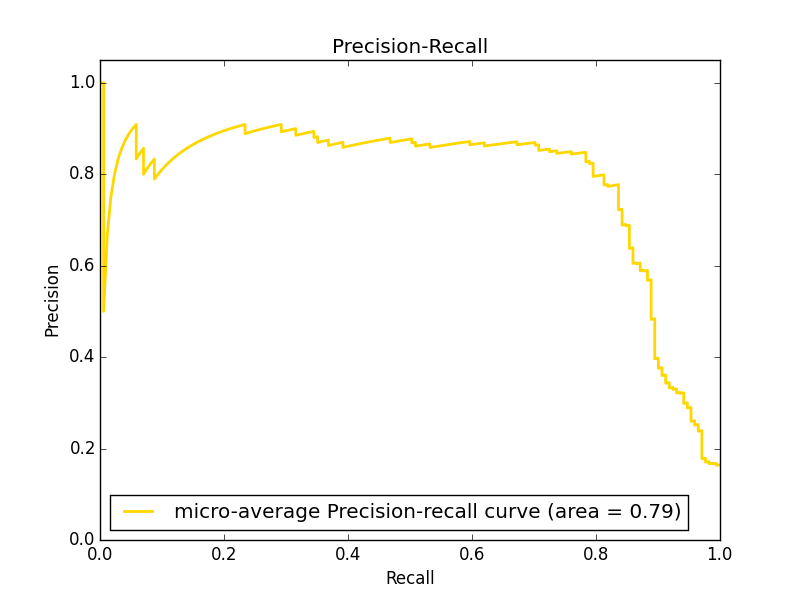 Precision-Recall
1.0
0.8
0.6
0.4
0.2
0.0
Precision
micro-average Precision-recall curve (area = 0.79)
0.0 0.2 0.4 0.6 0.8 1.0
Recall